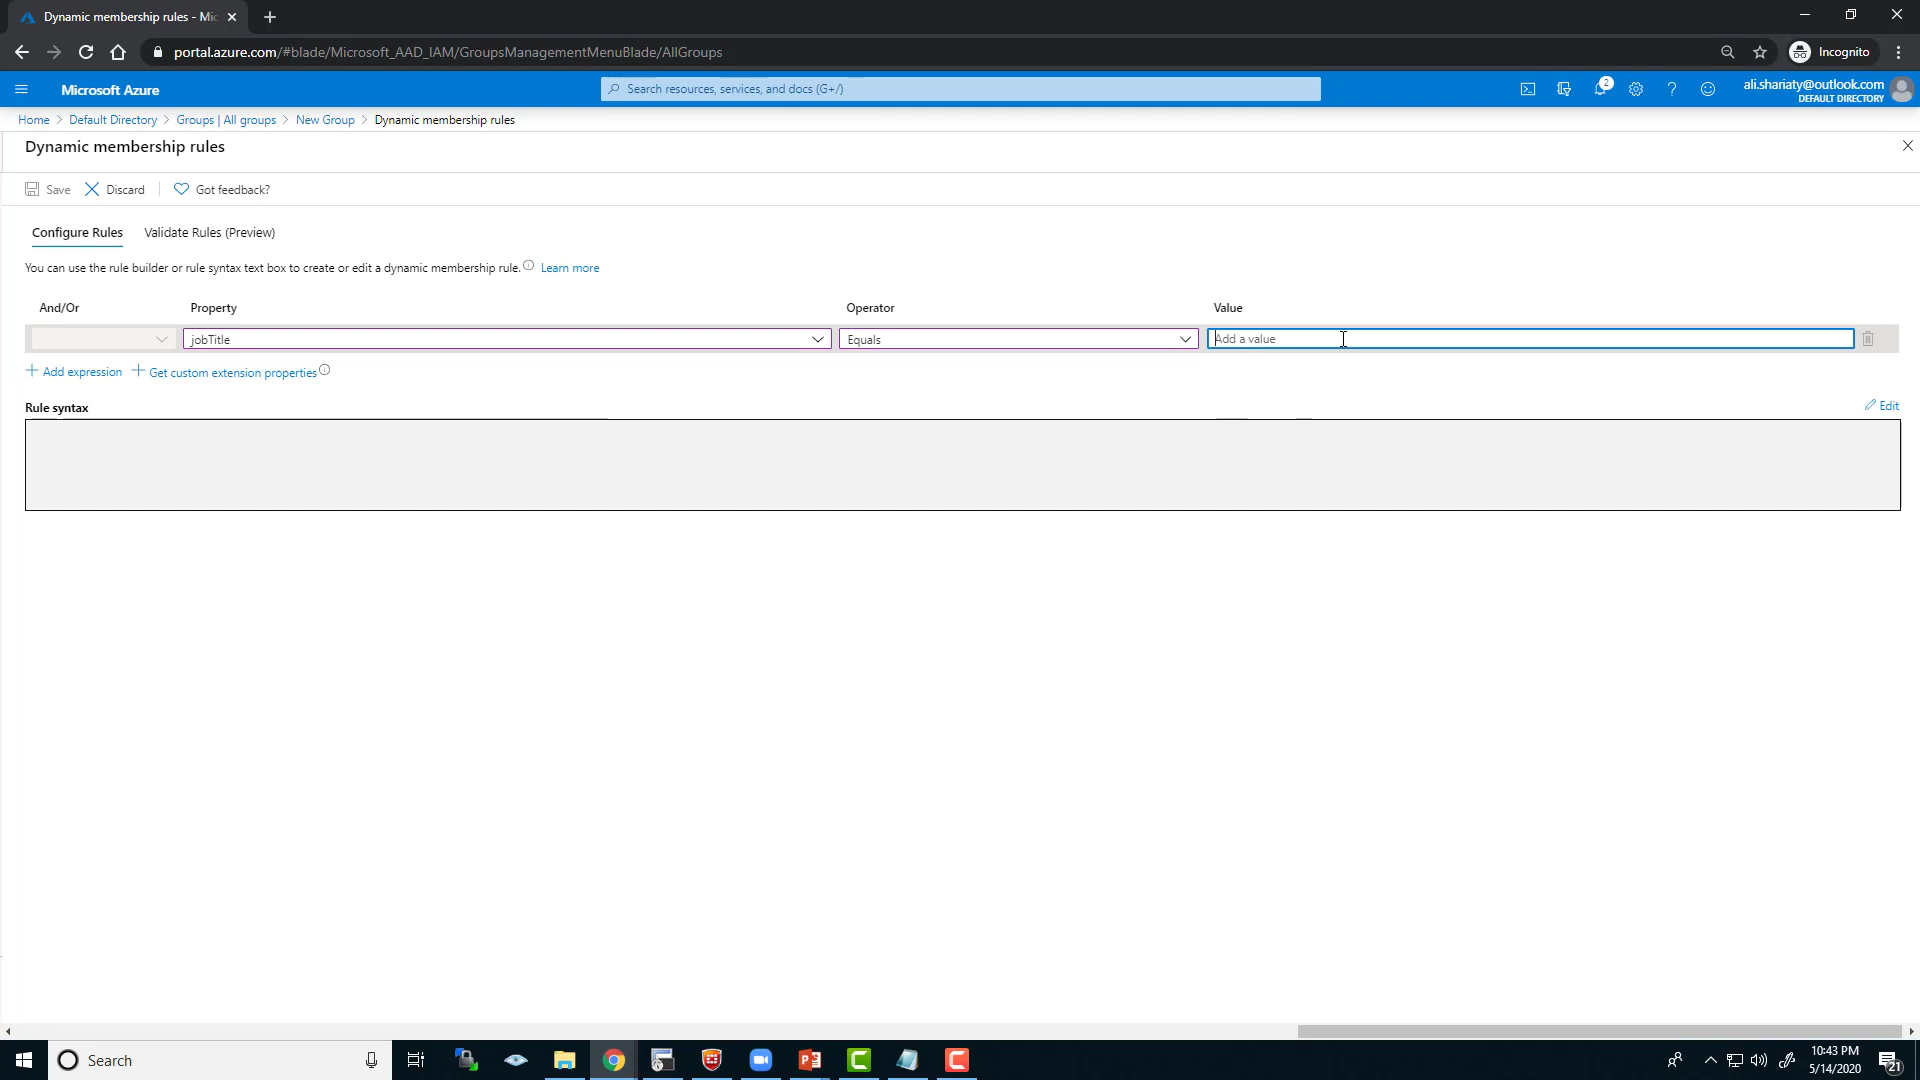 Dynamic membership rules - Mic
portal.azure.com/#blade/Microsoft_AAD_IAM/GroupsManagementMenuBlade/AllGroups
Incognito
Microsoft Azure
Search resources, services, and docs (G+/)
2
ali.shariaty@outlook.com
DEFAULT DIRECTORY
Home > Default Directory > Groups | All groups > New Group > Dynamic membership rules
Dynamic membership rules
Save Discard Got feedback?
Configure Rules Validate Rules (Preview)
You can use the rule builder or rule syntax text box to create or edit a dynamic membership rule. Learn more
And/Or Property Operator Value
jobTitle Equals Add a value
+ Add expression + Get custom extension properties
Rule syntax Edit
Search
10:43 PM
5/14/2020
21